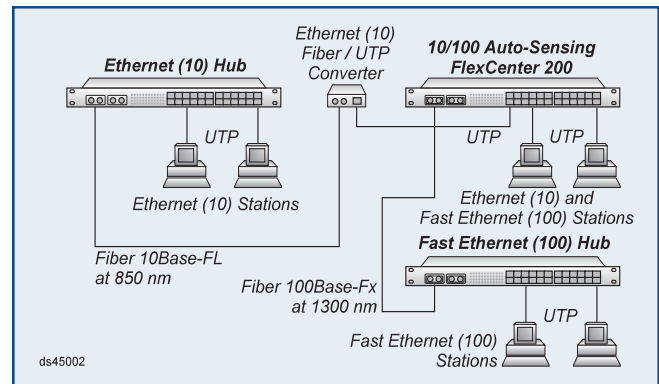 Ethernet (10) Hub
Ethernet (10)
Fiber / UTP
Converter
10/100 Auto-Sensing
FlexCenter 200
UTP
Ethernet (10) Stations
UTP
UTP
Ethernet (10) and
Fast Ethernet (100) Stations
Fiber 10Base-FL
at 850 nm
Fiber 100Base-Fx
at 1300 nm
Fast Ethernet (100) Hub
UTP
Fast Ethernet (100)
Stations
ds45002